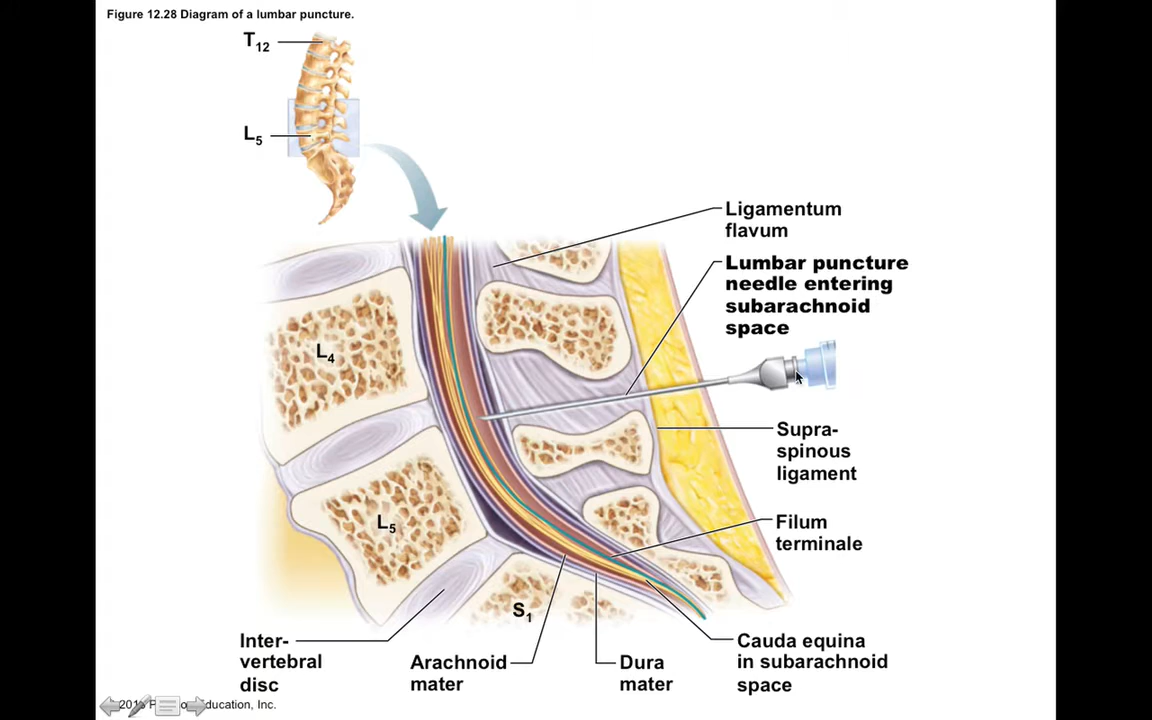 Figure 12.28 Diagram of a lumbar puncture.
T12
L5
Ligamentum
flavum
Lumbar puncture
needle entering
subarachnoid
space
L4
Supra-
spinous
ligament
L5
Filum
terminale
S1
Inter-
vertebral
disc
Arachnoid
mater
Dura
mater
Cauda equina
in subarachnoid
space
Education, Inc.